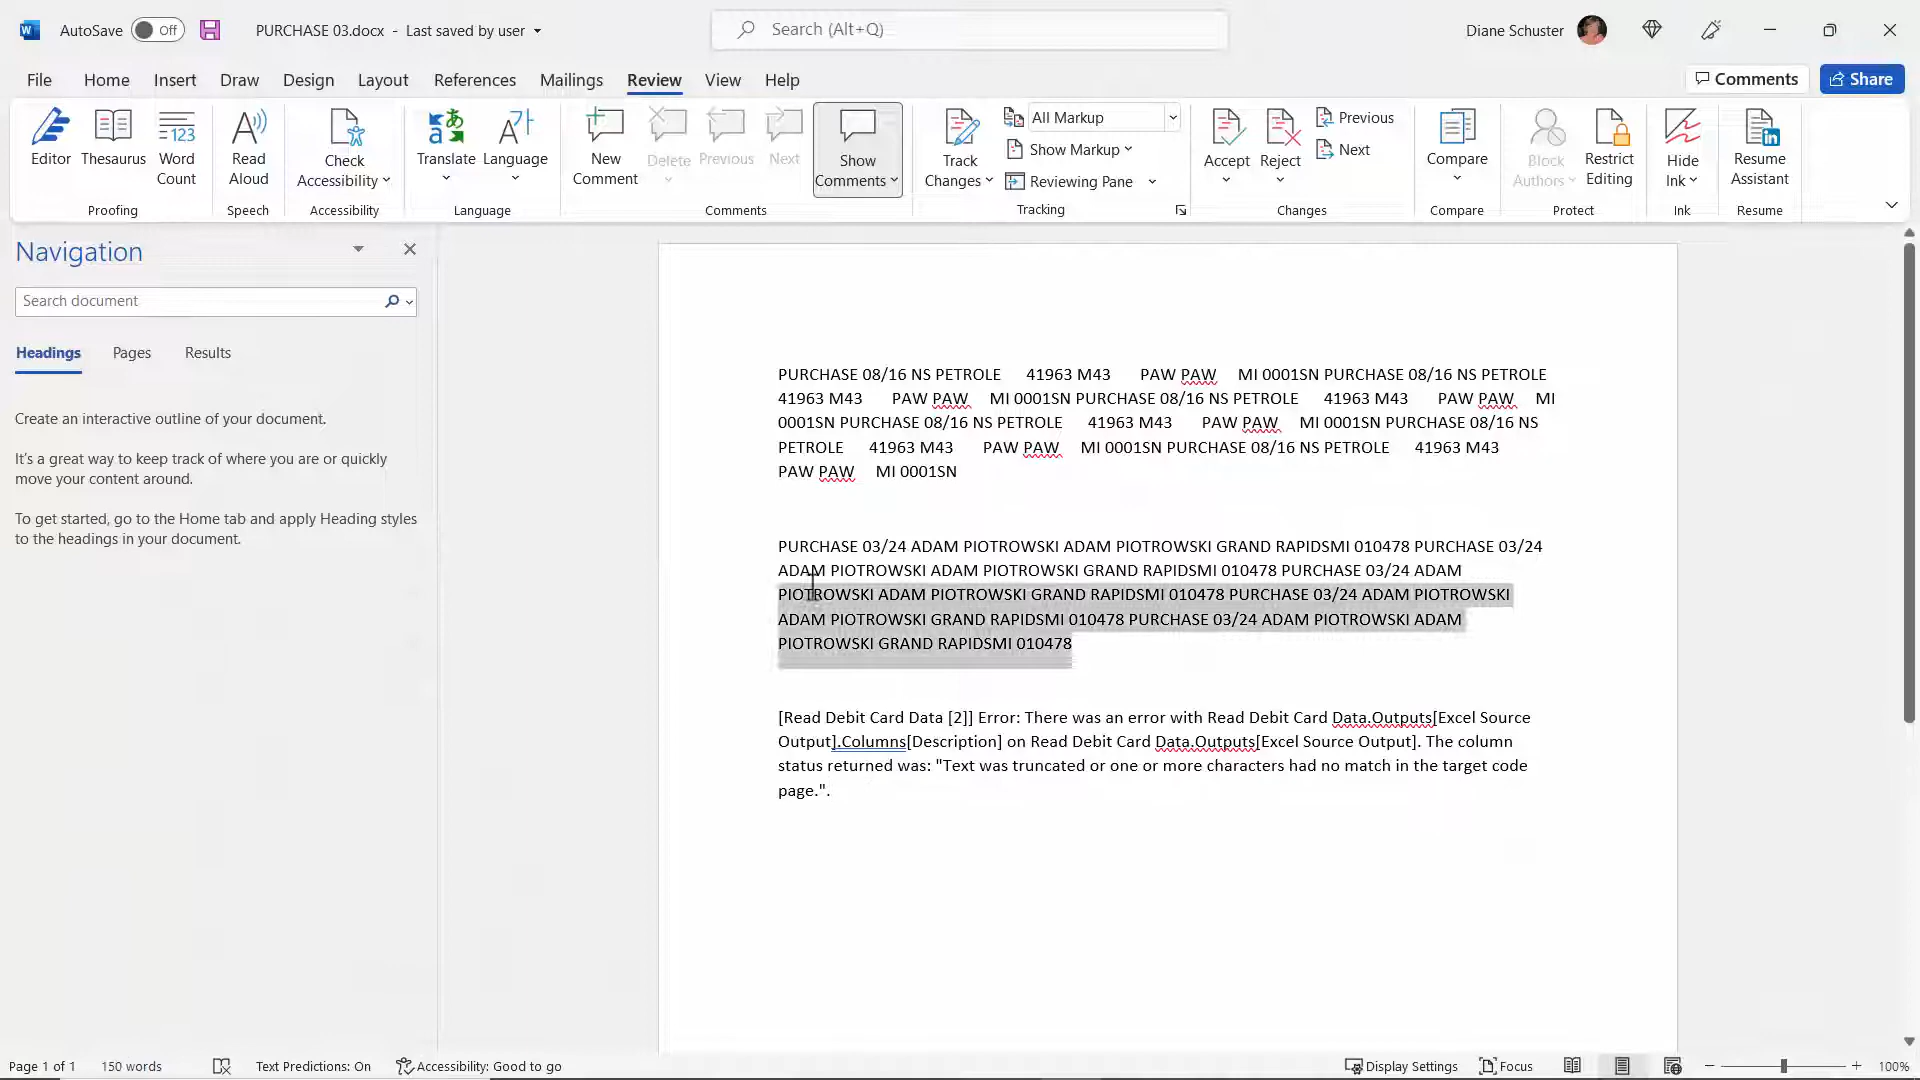 AutoSave Off PURCHASE 03.docx - Last saved by user Search (Alt+Q) Diane Schuster
File Home Insert Draw Design Layout References Mailings Review View Help Comments Share
Editor Thesaurus Word Count Read Aloud Check Accessibility Translate Language New Comment Delete Previous Next Show Comments Track Changes All Markup Show Markup Reviewing Pane Accept Reject Previous Next Compare Block Authors Restrict Editing Hide Ink Resume Assistant
Proofing Speech Accessibility Language Comments Tracking Changes Compare Protect Ink Resume
Navigation
Search document
Headings Pages Results
Create an interactive outline of your document.
It's a great way to keep track of where you are or quickly
move your content around.
To get started, go to the Home tab and apply Heading styles
to the headings in your document.
PURCHASE 08/16 NS PETROLE 41963 M43 PAW PAW MI 0001SN PURCHASE 08/16 NS PETROLE
41963 M43 PAW PAW MI 0001SN PURCHASE 08/16 NS PETROLE 41963 M43 PAW PAW MI
0001SN PURCHASE 08/16 NS PETROLE 41963 M43 PAW PAW MI 0001SN PURCHASE 08/16 NS
PETROLE 41963 M43 PAW PAW MI 0001SN PURCHASE 08/16 NS PETROLE 41963 M43
PAW PAW MI 0001SN
PURCHASE 03/24 ADAM PIOTROWSKI ADAM PIOTROWSKI GRAND RAPIDSMI 010478 PURCHASE 03/24
ADAM PIOTROWSKI ADAM PIOTROWSKI GRAND RAPIDSMI 010478 PURCHASE 03/24 ADAM
PIOTROWSKI ADAM PIOTROWSKI GRAND RAPIDSMI 010478 PURCHASE 03/24 ADAM PIOTROWSKI
ADAM PIOTROWSKI GRAND RAPIDSMI 010478 PURCHASE 03/24 ADAM PIOTROWSKI ADAM
PIOTROWSKI GRAND RAPIDSMI 010478
[Read Debit Card Data [2]] Error: There was an error with Read Debit Card Data.Outputs[Excel Source
Output].Columns[Description] on Read Debit Card Data.Outputs[Excel Source Output]. The column
status returned was: "Text was truncated or one or more characters had no match in the target code
page.".
Page 1 of 1 150 words Text Predictions: On Accessibility: Good to go Display Settings Focus 100%